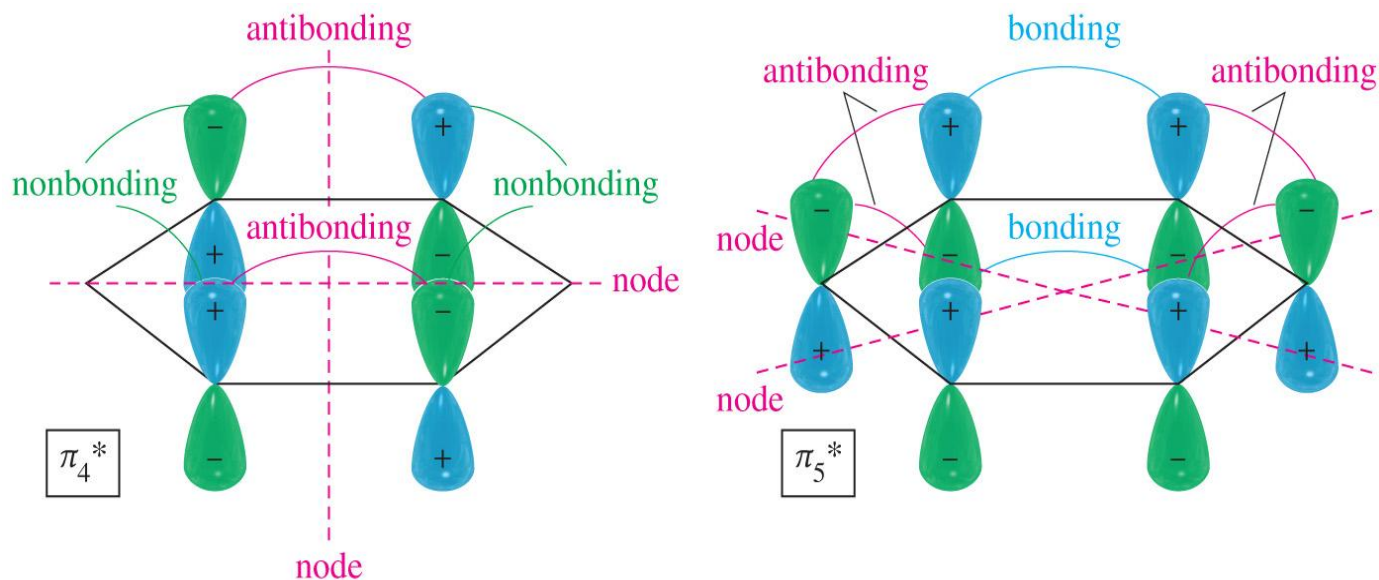 antibonding
−
+
nonbonding
nonbonding
antibonding
+
−
node
+
−
−
+
π₄*
node
bonding
antibonding
antibonding
+
+
−
−
node
bonding
−
−
+
+
+
+
node
−
−
π₅*